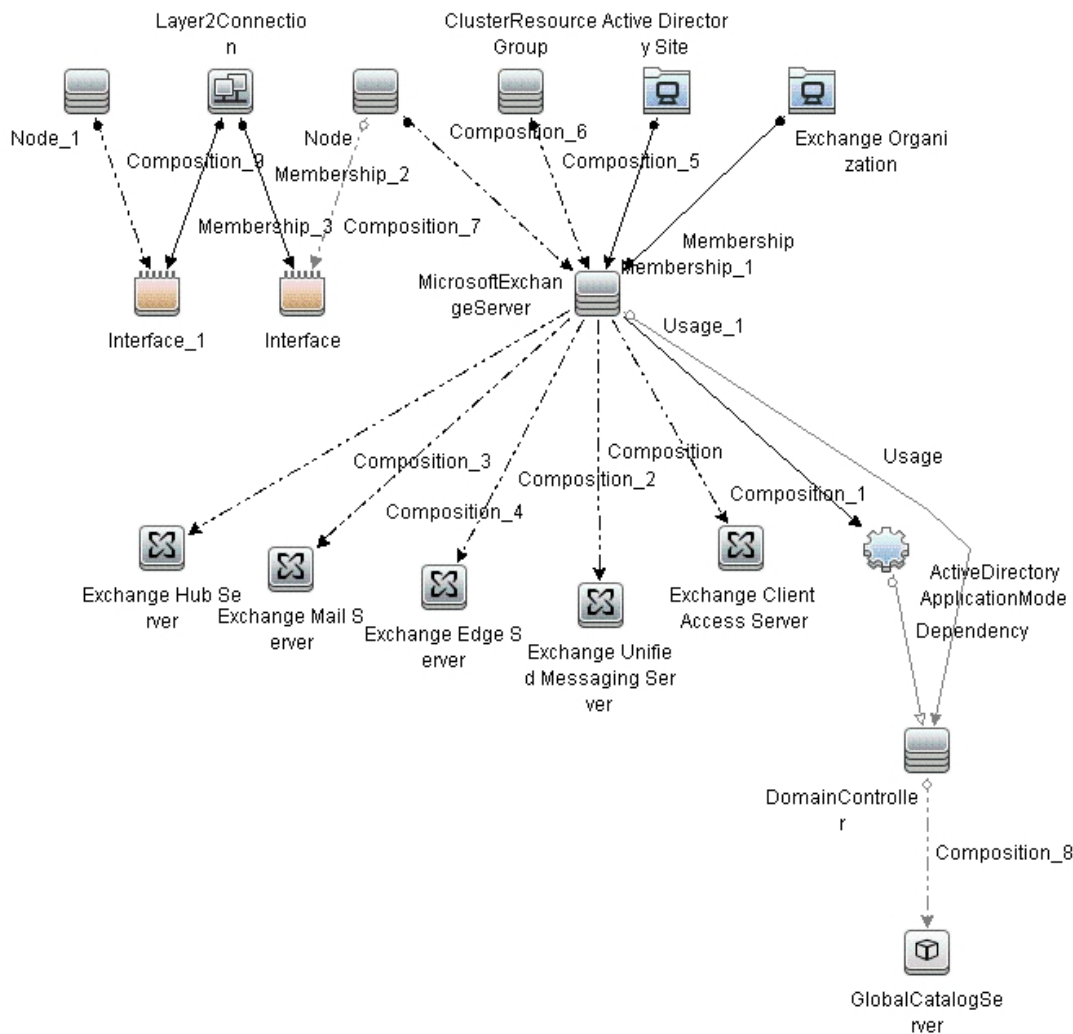 Layer2Connectio
n
ClusterResource
Group
Active Director
y Site
Node_1
Node
Exchange Organi
zation
Composition_9
Membership_2
Composition_6
Composition_5
Membership_3
Composition_7
Membership
Membership_1
MicrosoftExchan
geServer
Interface_1
Interface
Usage_1
Usage
Composition_3
Composition_4
Composition_2
Composition
Composition_1
Exchange Hub Se
rver
Exchange Mail S
erver
Exchange Edge S
erver
Exchange Unifie
d Messaging Ser
ver
Exchange Client
Access Server
ActiveDirectory
ApplicationMode
Dependency
DomainControlle
r
Composition_8
GlobalCatalogSe
rver